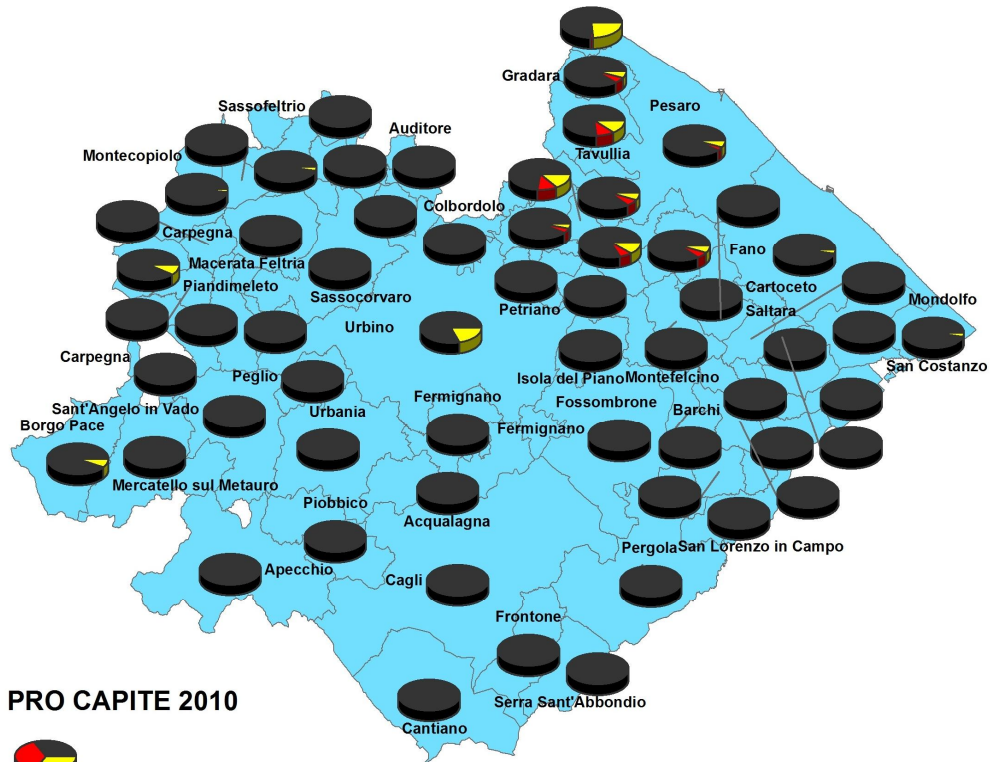 Gradara
Sassofeltrio
Pesaro
Auditore
Montecopiolo
Tavullia
Colbordolo
Carpegna
Fano
Macerata Feltria
Piandimeleto
Cartoceto
Sassocorvaro
Petriano
Saltara
Mondolfo
Urbino
Carpegna
San Costanzo
Peglio
Isola del Piano
Montefelcino
Sant'Angelo in Vado
Urbania
Fermignano
Fossombrone
Barchi
Borgo Pace
Fermignano
Mercatello sul Metauro
Piobbico
Acqualagna
Pergola
San Lorenzo in Campo
Apecchio
Cagli
Frontone
PRO CAPITE 2010
Serra Sant'Abbondio
Cantiano